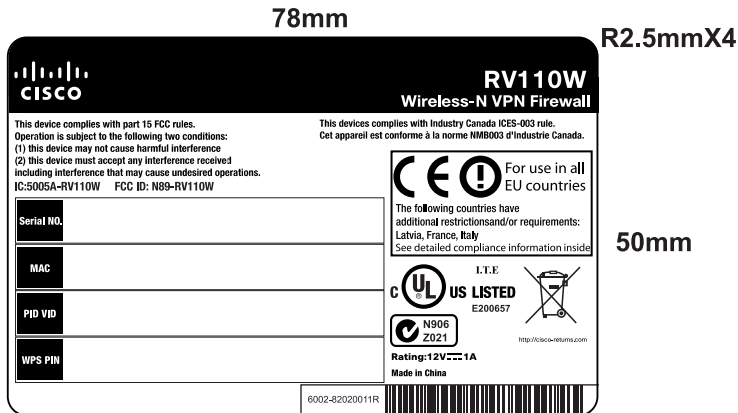 78mm
R2.5mmX4
CISCO
RV110W
Wireless-N VPN Firewall
This device complies with part 15 FCC rules.
Operation is subject to the following two conditions:
(1) this device may not cause harmful interference
(2) this device must accept any interference received
including interference that may cause undesired operations.
IC:5005A-RV110W FCC ID: N89-RV110W
This devices complies with Industry Canada ICES-003 rule.
Cet appareil est conforme à la norme NMB003 d'Industrie Canada.
CE
For use in all
EU countries
The following countries have
additional restrictionsand/or requirements:
Latvia, France, Italy
See detailed compliance information inside
50mm
Serial NO.
MAC
PID VID
WPS PIN
I.T.E
C UL ® US LISTED
E200657
N906
Z021
http://cisco-returns.com
Rating:12V⎓1A
Made in China
6002-82020011R